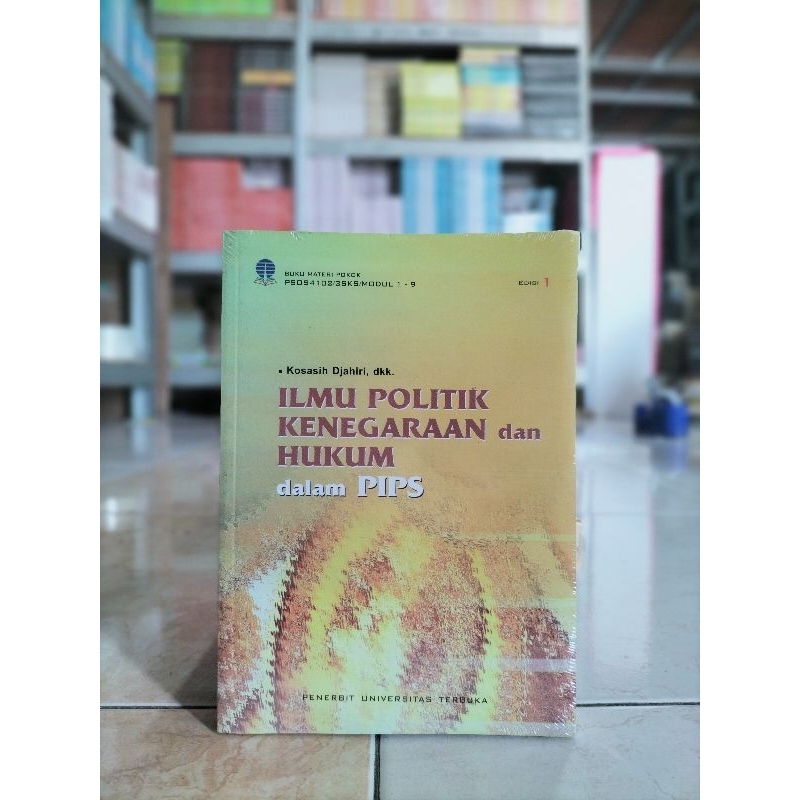 BUKU MATERI POKOK
PSOS4102/3SKS/MODUL 1 - 9
EDISI 1
Kosasih Djahiri, dkk.
ILMU POLITIK
KENEGARAAN dan
HUKUM
dalam PIPS
PENERBIT UNIVERSITAS TERBUKA